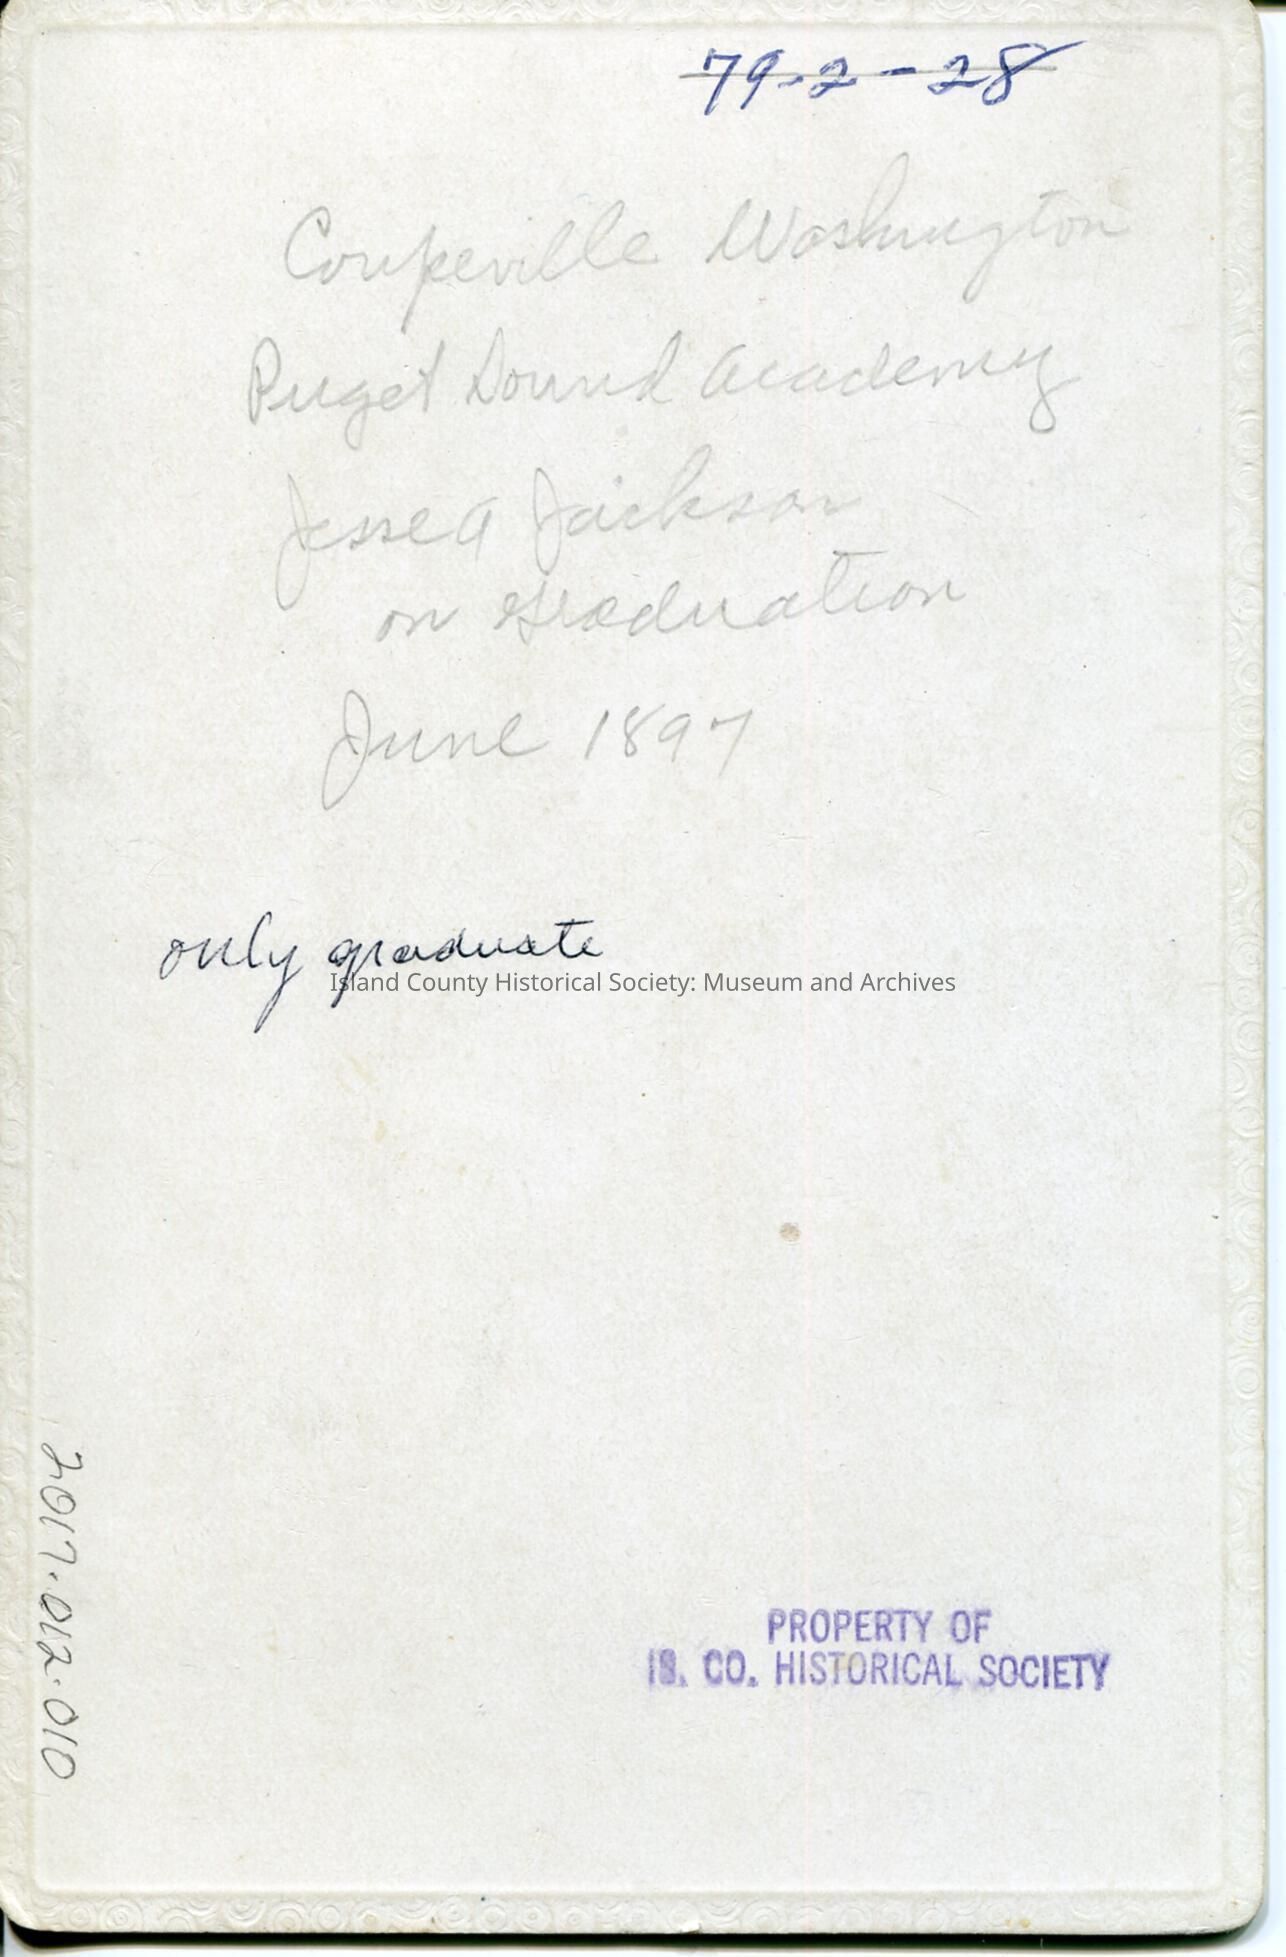 79-2-28
Coupeville Washington
Puget Sound Academy
Jesse A Jackson
on Graduation
June 1897
only graduate
Island County Historical Society: Museum and Archives
2017.012.010
PROPERTY OF
IS. CO. HISTORICAL SOCIETY